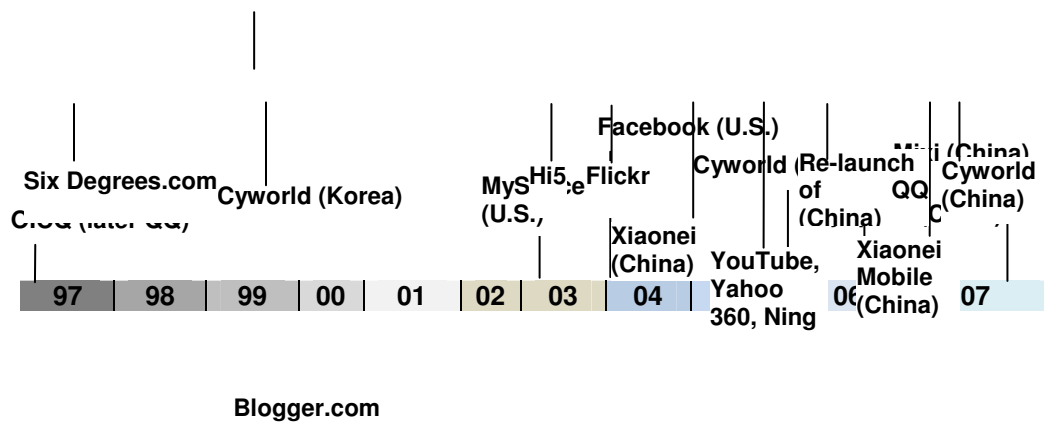 Facebook (U.S.)
Six Degrees.com
Cyworld (Korea)
(U.S.)
Hi5
Flickr
Cyworld
Re-launch
of
(China)
QQ
(China)
Cyworld
(China)
Xiaonei
(China)
YouTube,
Yahoo
360, Ning
Xiaonei
Mobile
(China)
97 98 99 00 01 02 03 04 06 07
Blogger.com